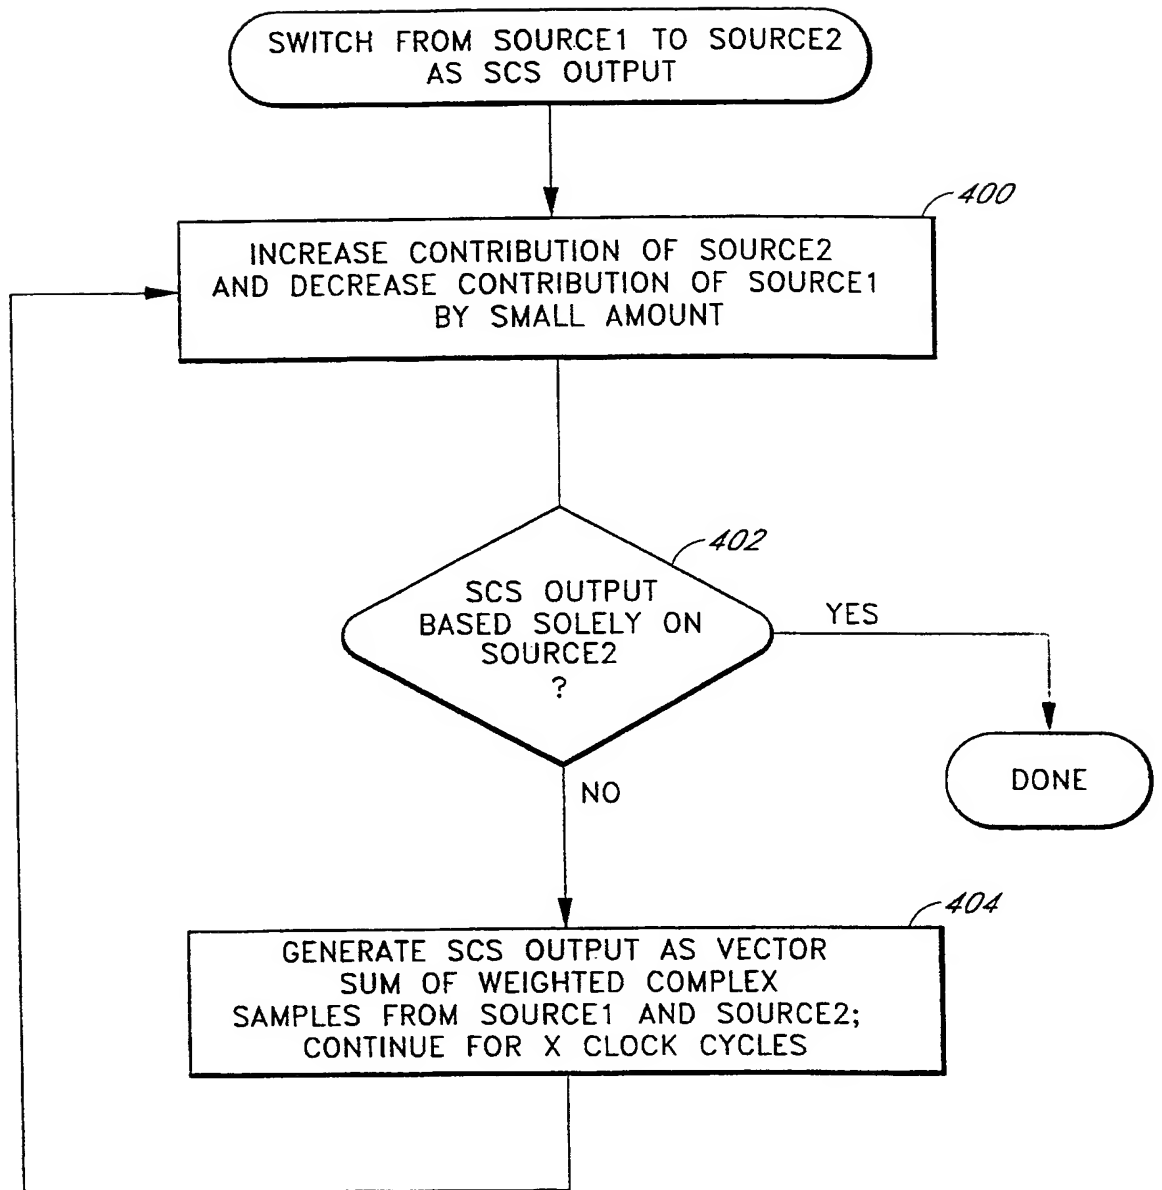 SWITCH FROM SOURCE1 TO SOURCE2
AS SCS OUTPUT
400
INCREASE CONTRIBUTION OF SOURCE2
AND DECREASE CONTRIBUTION OF SOURCE1
BY SMALL AMOUNT
402
SCS OUTPUT
BASED SOLELY ON
SOURCE2
?
YES
DONE
NO
404
GENERATE SCS OUTPUT AS VECTOR
SUM OF WEIGHTED COMPLEX
SAMPLES FROM SOURCE1 AND SOURCE2;
CONTINUE FOR X CLOCK CYCLES